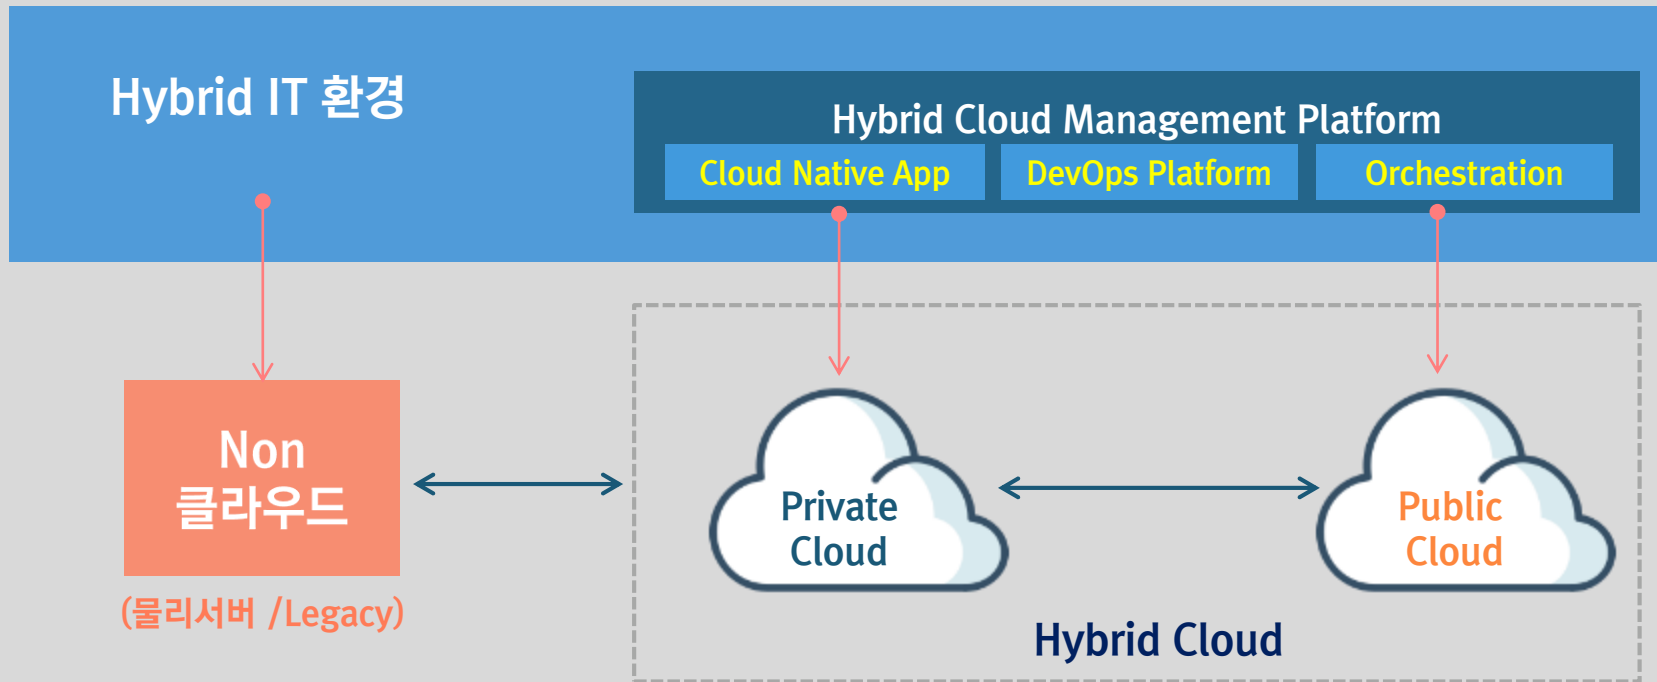 Hybrid IT 환경
Hybrid Cloud Management Platform
Cloud Native App
DevOps Platform
Orchestration
Non
클라우드
(물리서버 /Legacy)
Private
Cloud
Public
Cloud
Hybrid Cloud